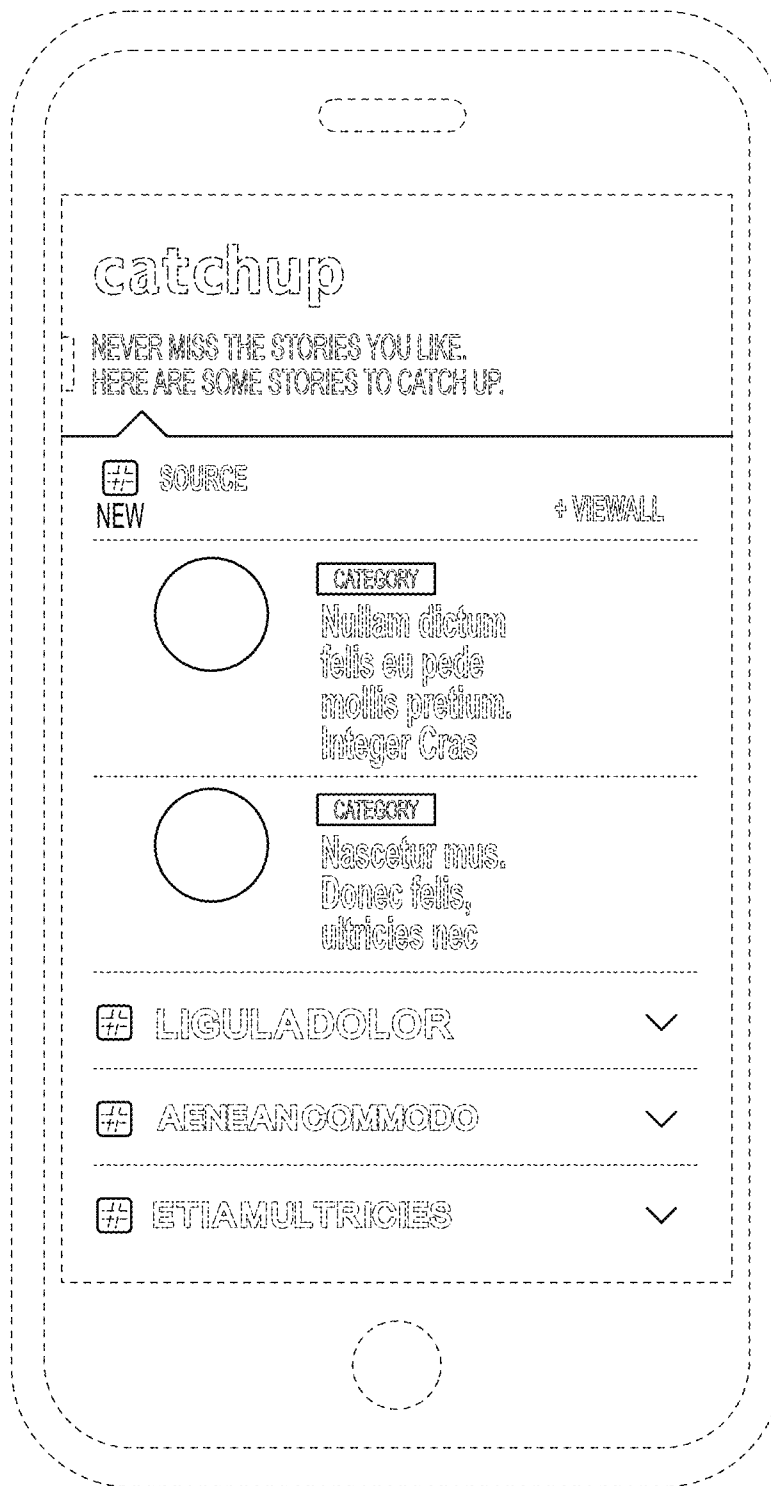 catchup
NEVER MISS THE STORIES YOU LIKE.
HERE ARE SOME STORIES TO CATCH UP.
SOURCE
NEW
+ VIEWALL
CATEGORY
Nullam dictum
felis eu pede
mollis pretium.
Integer Cras
CATEGORY
Nascetur mus.
Donec felis,
ultricies nec
LIGULADOLOR
AENEANCOMMODO
ETIAMULTRICIES